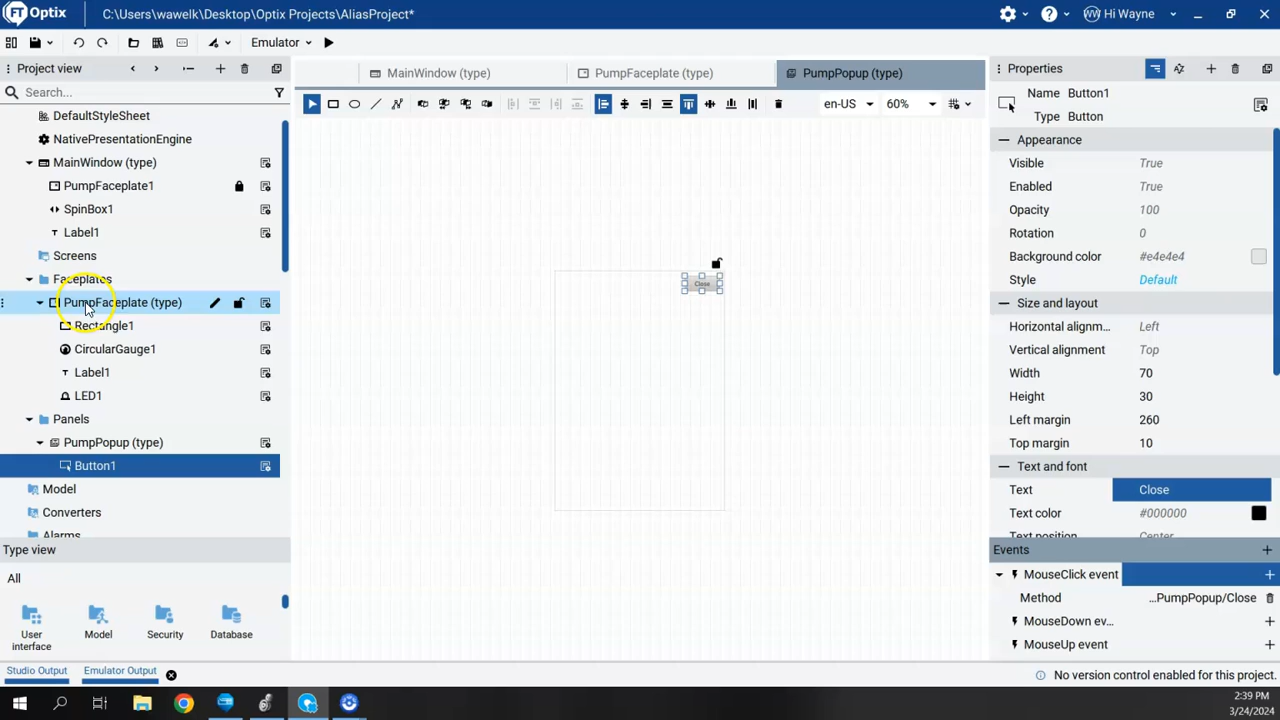 FT Optix C:\Users\wawelk\Desktop\Optix Projects\AliasProject* WW Hi Wayne
Emulator
Project view
Search...
DefaultStyleSheet
NativePresentationEngine
MainWindow (type)
PumpFaceplate1
SpinBox1
Label1
Screens
Faceplates
PumpFaceplate (type)
Rectangle1
CircularGauge1
Label1
LED1
Panels
PumpPopup (type)
Button1
Model
Converters
Alarms
Type view
All
User interface
Model
Security
Database
MainWindow (type) PumpFaceplate (type) PumpPopup (type)
en-US 60%
Close
Properties
Name Button1
Type Button
Appearance
Visible True
Enabled True
Opacity 100
Rotation 0
Background color #e4e4e4
Style Default
Size and layout
Horizontal alignm... Left
Vertical alignment Top
Width 70
Height 30
Left margin 260
Top margin 10
Text and font
Text Close
Text color #000000
Text position Center
Events
MouseClick event
Method ...PumpPopup/Close
MouseDown ev...
MouseUp event
Studio Output Emulator Output
No version control enabled for this project.
2:39 PM
3/24/2024